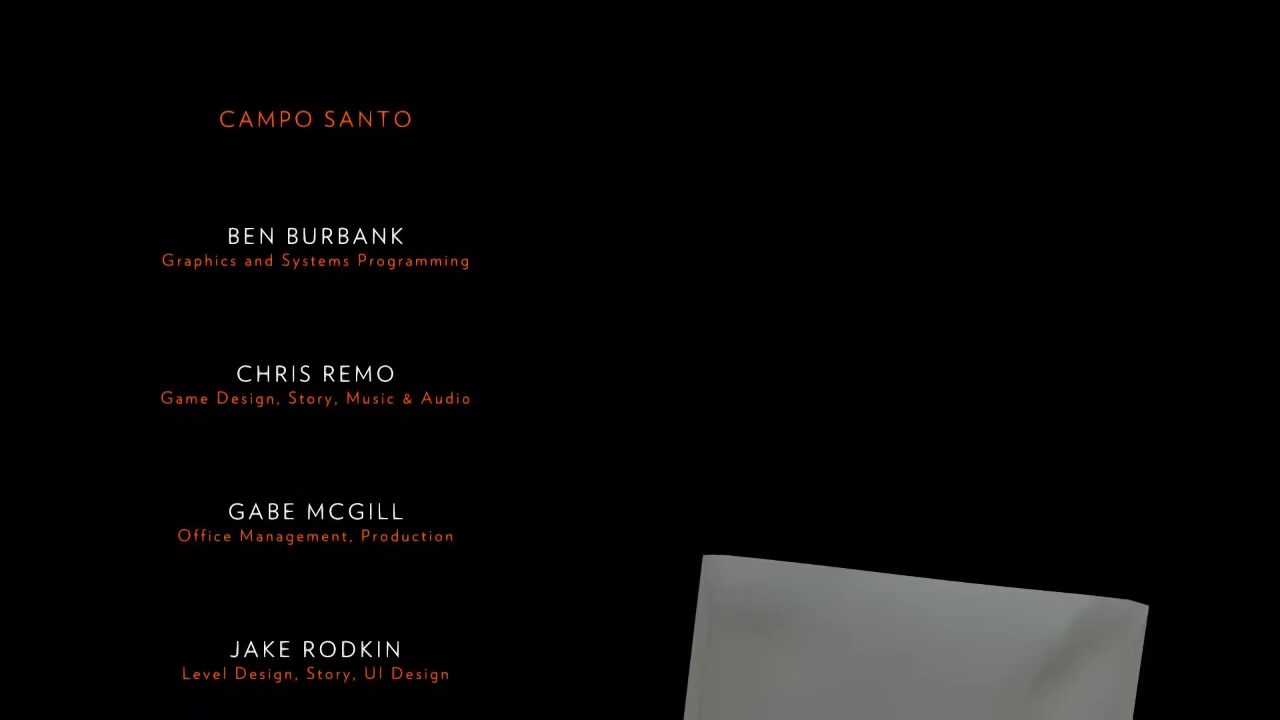 CAMPO SANTO
BEN BURBANK
Graphics and Systems Programming
CHRIS REMO
Game Design, Story, Music & Audio
GABE MCGILL
Office Management, Production
JAKE RODKIN
Level Design, Story, UI Design